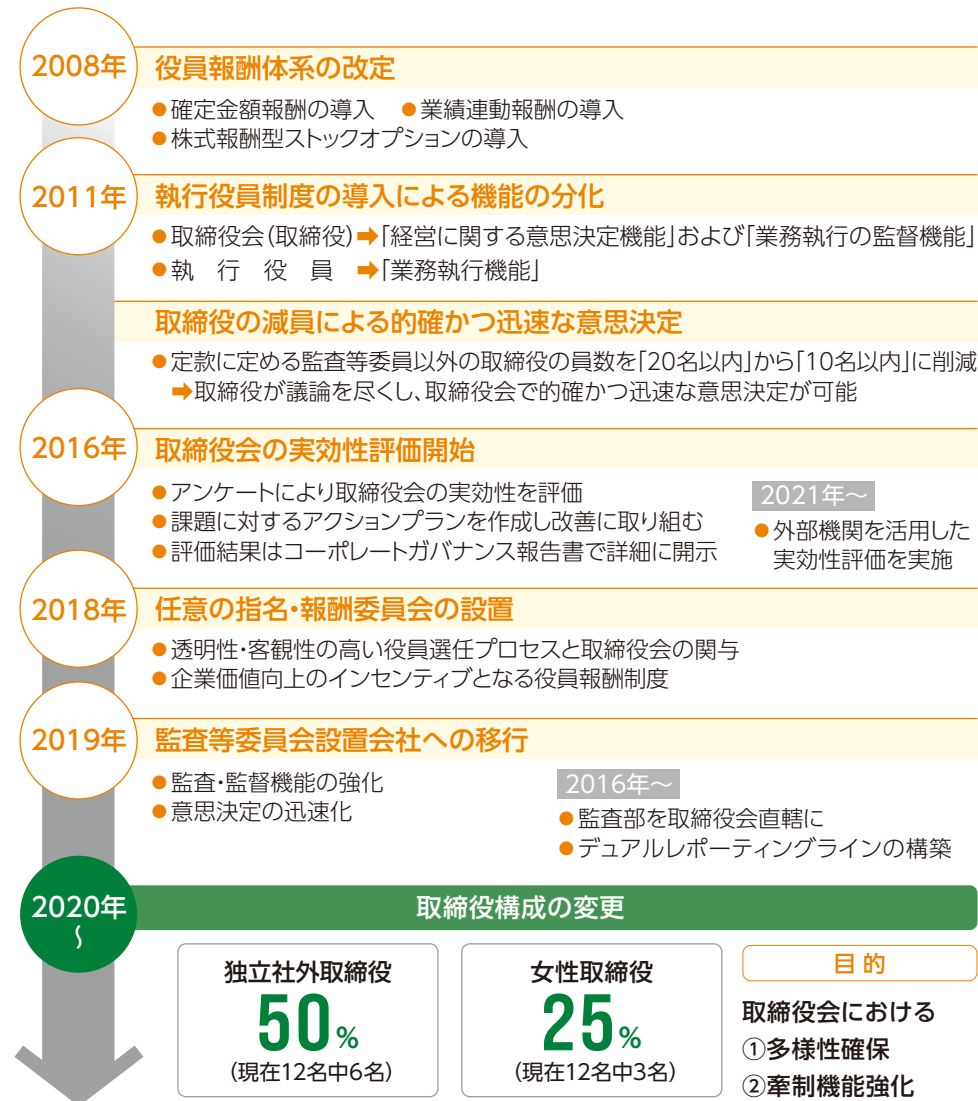 2008年
役員報酬体系の改定
●確定金額報酬の導入 ●業績連動報酬の導入
●株式報酬型ストックオプションの導入
2011年
執行役員制度の導入による機能の分化
●取締役会(取締役)➡「経営に関する意思決定機能」および「業務執行の監督機能」
●執行役員 ➡「業務執行機能」
取締役の減員による的確かつ迅速な意思決定
●定款に定める監査等委員以外の取締役の員数を「20名以内」から「10名以内」に削減
➡取締役が議論を尽くし、取締役会で的確かつ迅速な意思決定が可能
2016年
取締役会の実効性評価開始
●アンケートにより取締役会の実効性を評価
●課題に対するアクションプランを作成し改善に取り組む
●評価結果はコーポレートガバナンス報告書で詳細に開示
2021年～
●外部機関を活用した
実効性評価を実施
2018年
任意の指名・報酬委員会の設置
●透明性・客観性の高い役員選任プロセスと取締役会の関与
●企業価値向上のインセンティブとなる役員報酬制度
2019年
監査等委員会設置会社への移行
●監査・監督機能の強化
●意思決定の迅速化
2016年～
●監査部を取締役会直轄に
●デュアルレポーティングラインの構築
2020年
～
取締役構成の変更
独立社外取締役
50%
(現在12名中6名)
女性取締役
25%
(現在12名中3名)
目的
取締役会における
①多様性確保
②牽制機能強化